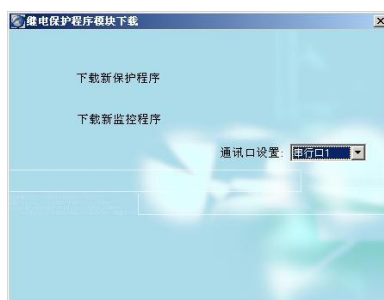 继电保护程序模块下载
下载新保护程序
下载新监控程序
通讯口设置: 串行口1